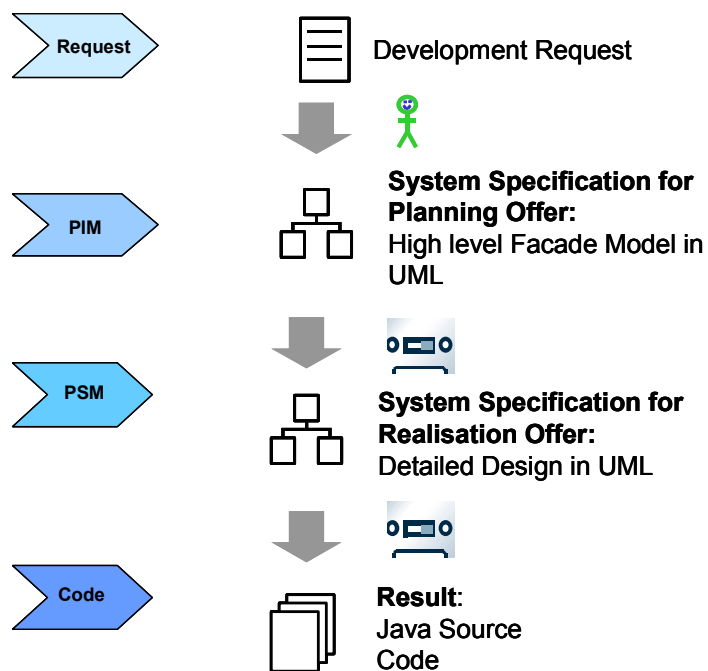 Request
Development Request
PIM
System Specification for
Planning Offer:
High level Facade Model in
UML
PSM
System Specification for
Realisation Offer:
Detailed Design in UML
Code
Result:
Java Source
Code